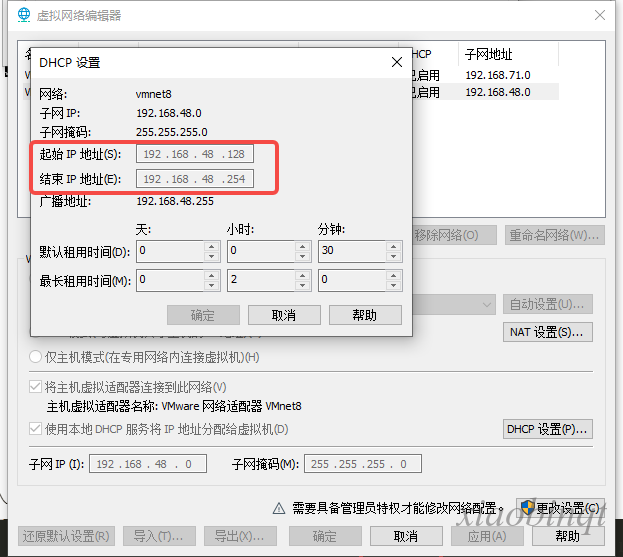 虚拟网络编辑器
DHCP 子网地址
已启用 192.168.71.0
已启用 192.168.48.0
DHCP 设置
网络: vmnet8
子网 IP: 192.168.48.0
子网掩码: 255.255.255.0
起始 IP 地址(S): 192 . 168 . 48 . 128
结束 IP 地址(E): 192 . 168 . 48 . 254
广播地址: 192.168.48.255
天: 小时: 分钟:
默认租用时间(D): 0 0 30
最长租用时间(M): 0 2 0
确定 取消 帮助
移除网络(O) 重命名网络(W)...
自动设置(U)...
NAT 设置(S)...
仅主机模式(在专用网络内连接虚拟机)(H)
将主机虚拟适配器连接到此网络(V)
主机虚拟适配器名称: VMware 网络适配器 VMnet8
使用本地 DHCP 服务将 IP 地址分配给虚拟机(D) DHCP 设置(P)...
子网 IP (I): 192 . 168 . 48 . 0 子网掩码(M): 255 . 255 . 255 . 0
需要具备管理员特权才能修改网络配置。 更改设置(C)
xiaobinqt
还原默认设置(R) 导入(T)... 导出(X)... 确定 取消 应用(A) 帮助